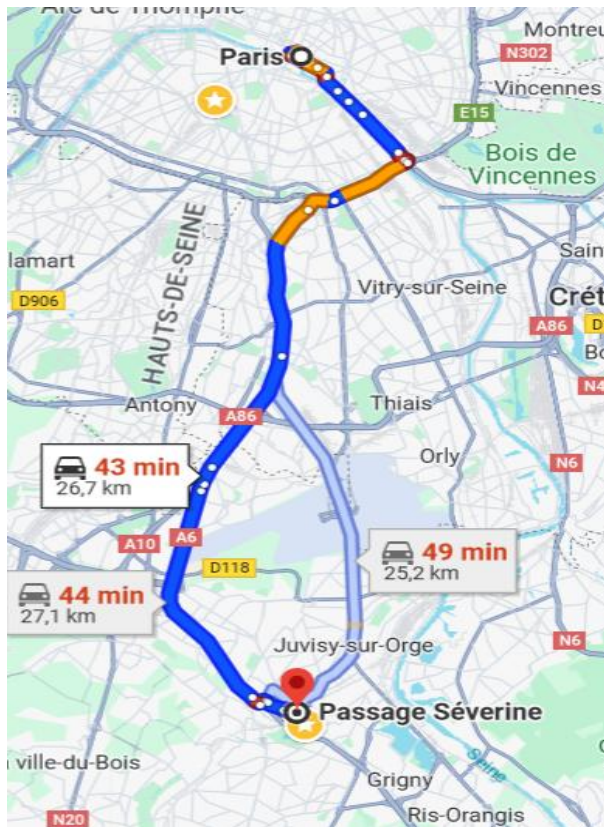 Arc de Triomphe
Montreu
N302
Paris
Vincennes
E15
Bois de
Vincennes
HAUTS-DE-SEINE
lamart
Sain
D906
Vitry-sur-Seine
Crét
A86
D
Bo
Antony
A86
Thiais
N4
43 min
26,7 km
Orly
N6
A10
A6
49 min
25,2 km
D118
44 min
27,1 km
Juvisy-sur-Orge
N6
Passage Séverine
ville-du-Bois
Seine
Grigny
N20
Ris-Orangis